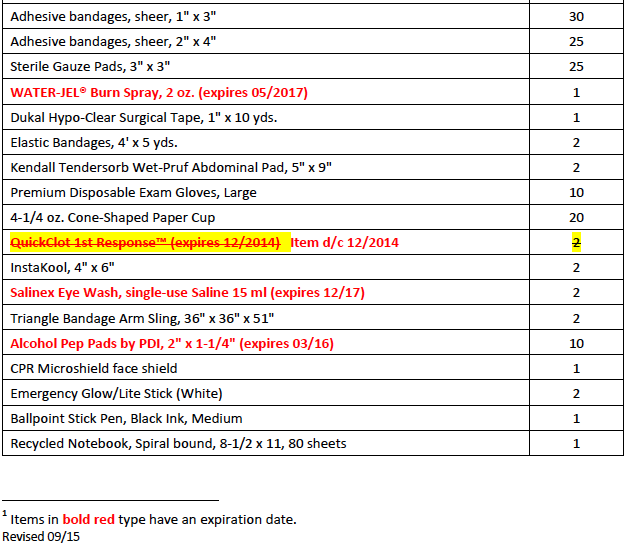 Adhesive bandages, sheer, 1" x 3" 30
Adhesive bandages, sheer, 2" x 4" 25
Sterile Gauze Pads, 3" x 3" 25
WATER-JEL® Burn Spray, 2 oz. (expires 05/2017) 1
Dukal Hypo-Clear Surgical Tape, 1" x 10 yds. 1
Elastic Bandages, 4' x 5 yds. 2
Kendall Tendersorb Wet-Pruf Abdominal Pad, 5" x 9" 2
Premium Disposable Exam Gloves, Large 10
4-1/4 oz. Cone-Shaped Paper Cup 20
QuickClot 1st Response™ (expires 12/2014) Item d/c 12/2014 2
InstaKool, 4" x 6" 2
Salinex Eye Wash, single-use Saline 15 ml (expires 12/17) 2
Triangle Bandage Arm Sling, 36" x 36" x 51" 2
Alcohol Pep Pads by PDI, 2" x 1-1/4" (expires 03/16) 10
CPR Microshield face shield 1
Emergency Glow/Lite Stick (White) 2
Ballpoint Stick Pen, Black Ink, Medium 1
Recycled Notebook, Spiral bound, 8-1/2 x 11, 80 sheets 1
1 Items in bold red type have an expiration date.
Revised 09/15